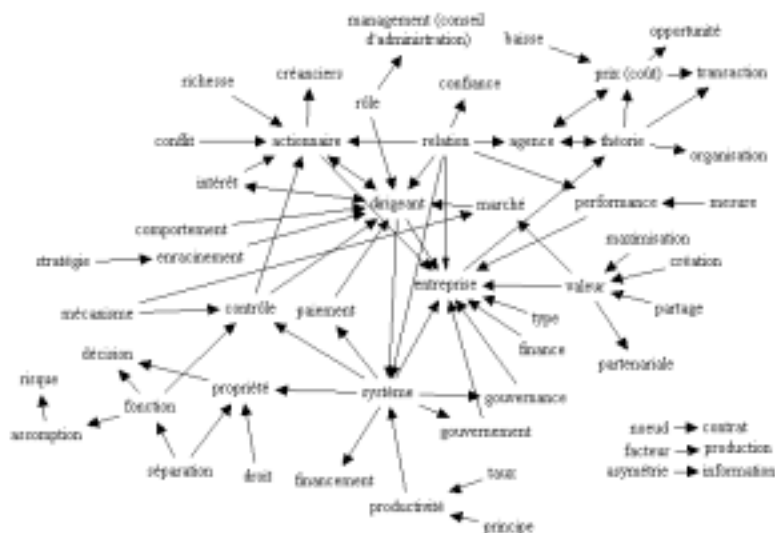 management (conseil
d'administration)
baisse
opportunité
richesse
créanciers
rôle
confiance
prix (coût)
transaction
conflit
actionnaire
relation
agence
théorie
organisation
intérêt
dirigeant
marché
performance
mesure
comportement
enracinement
stratégie
maximisation
création
entreprise
valeur
partage
mécanisme
contrôle
paiement
type
finance
partenariale
décision
risque
fonction
propriété
système
gouvernance
assomption
gouvernement
noeud
contrat
facteur
production
asymétrie
information
séparation
droit
financement
taux
productivité
principe